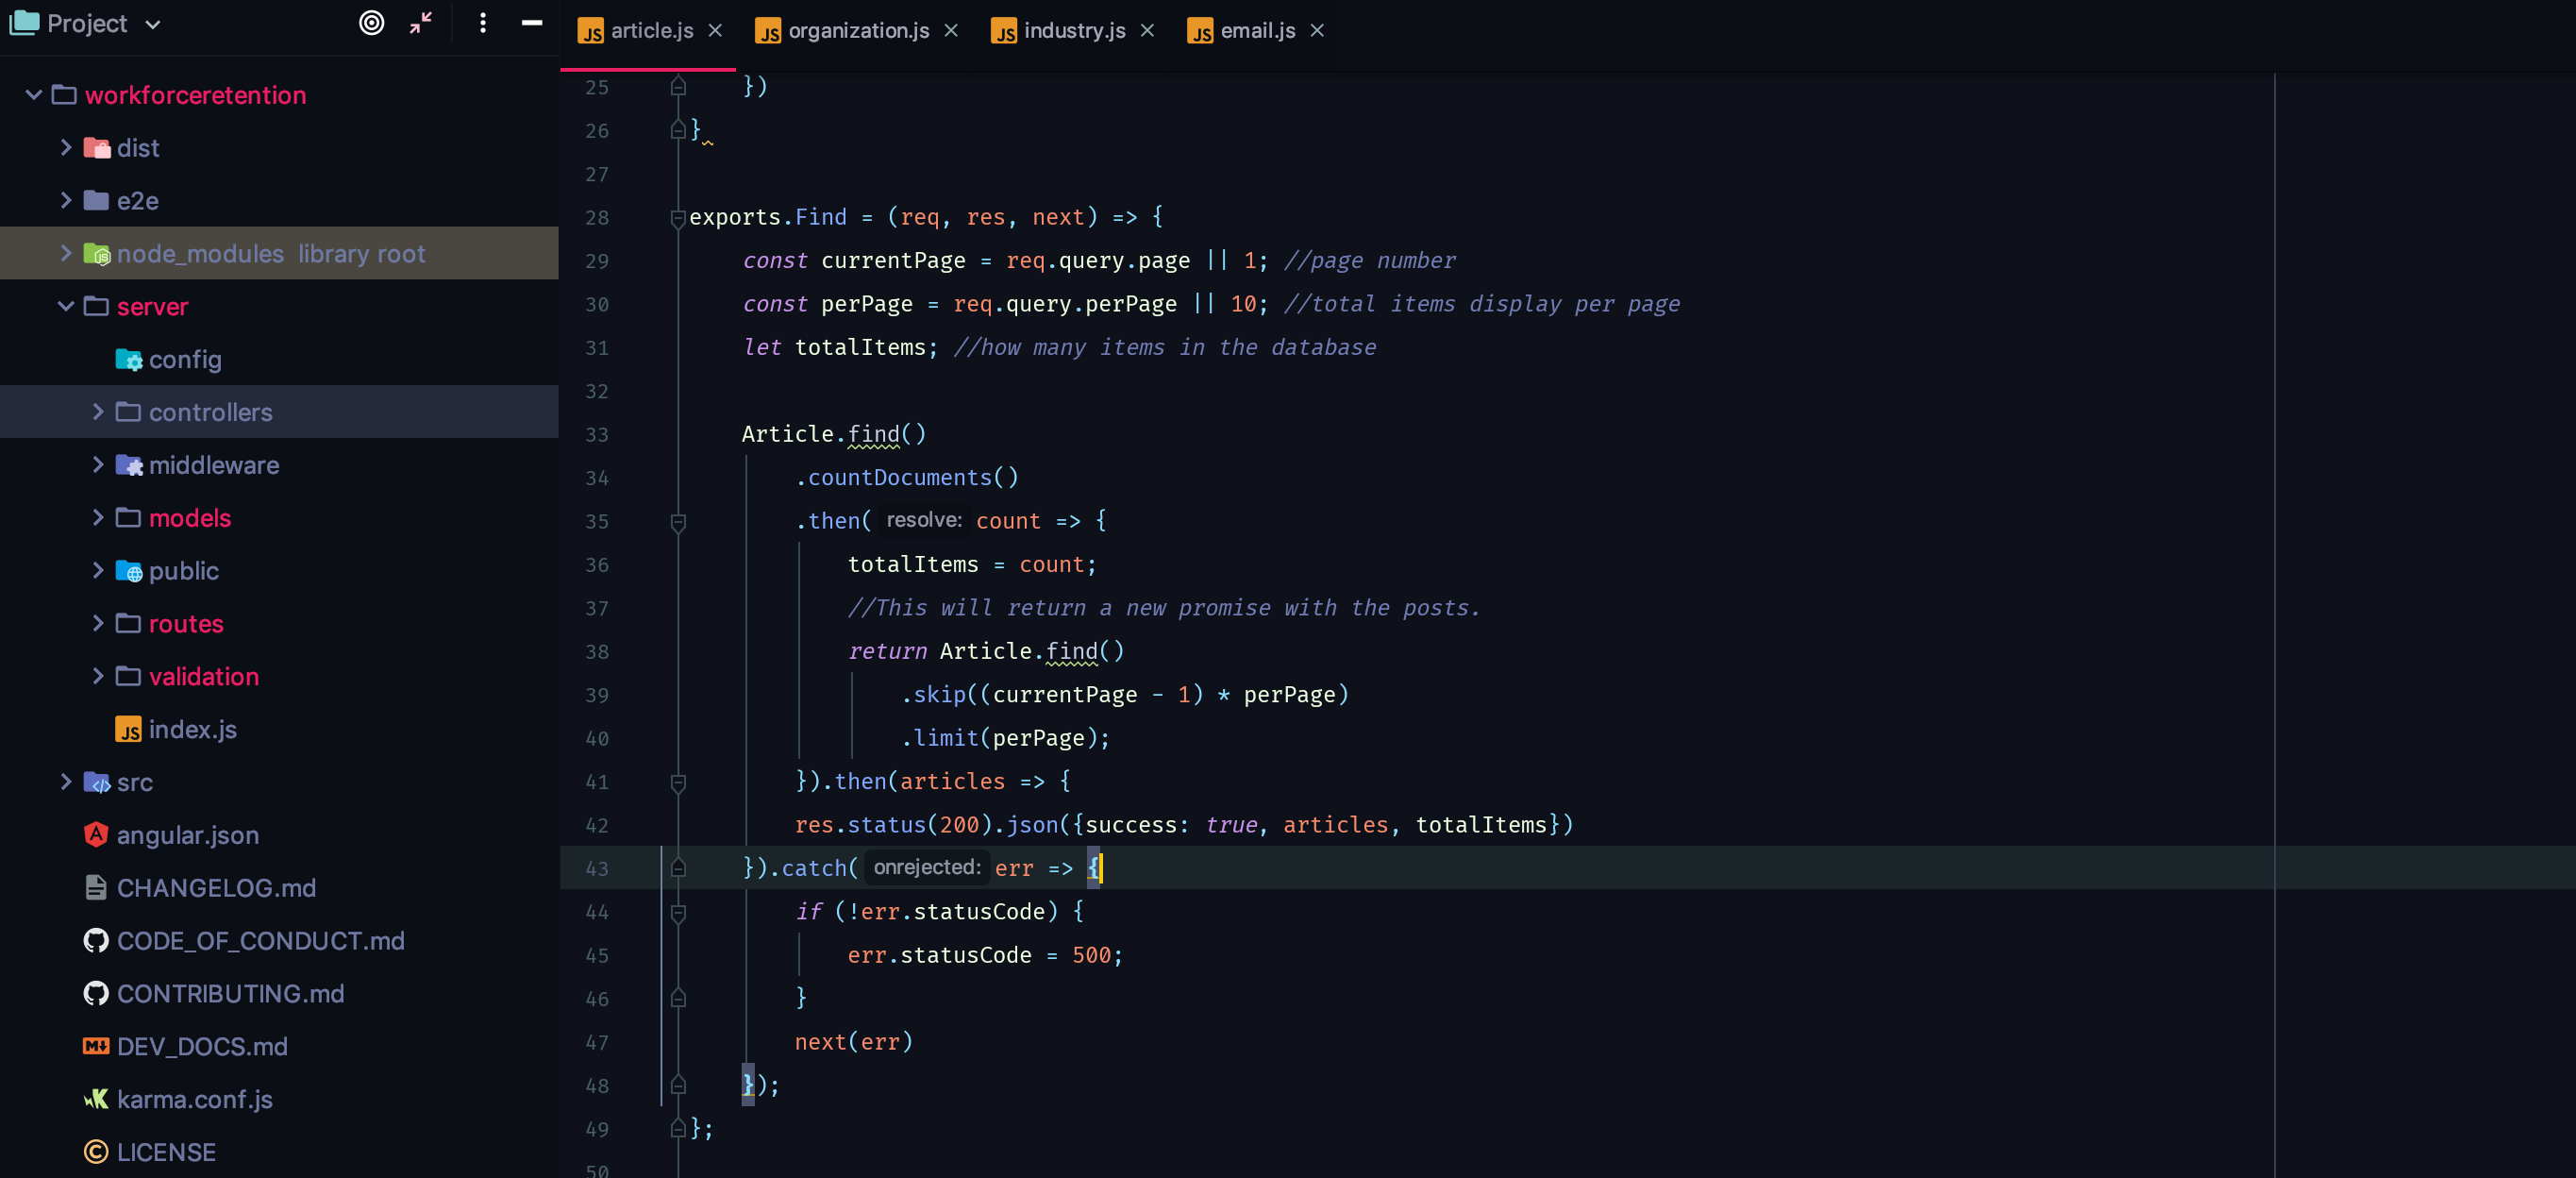 Project
workforceretention
dist
e2e
node_modules library root
server
config
controllers
middleware
models
public
routes
validation
JS index.js
src
angular.json
CHANGELOG.md
CODE_OF_CONDUCT.md
CONTRIBUTING.md
DEV_DOCS.md
karma.conf.js
LICENSE
JS article.js JS organization.js JS industry.js JS email.js
25 })
26 }
27
28 exports.Find = (req, res, next) => {
29 const currentPage = req.query.page || 1; //page number
30 const perPage = req.query.perPage || 10; //total items display per page
31 let totalItems; //how many items in the database
32
33 Article.find()
34 .countDocuments()
35 .then( resolve: count => {
36 totalItems = count;
37 //This will return a new promise with the posts.
38 return Article.find()
39 .skip((currentPage - 1) * perPage)
40 .limit(perPage);
41 }).then(articles => {
42 res.status(200).json({success: true, articles, totalItems})
43 }).catch( onrejected: err => {
44 if (!err.statusCode) {
45 err.statusCode = 500;
46 }
47 next(err)
48 });
49 };
50